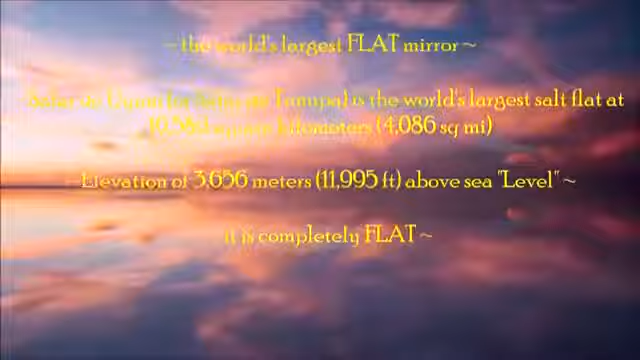 ~ the world's largest FLAT mirror ~
Salar de Uyuni (or Salar de Tunupa) is the world's largest salt flat at
10,582 square kilometers (4,086 sq mi)
~ Elevation of 3,656 meters (11,995 ft) above sea "Level" ~
it is completely FLAT ~